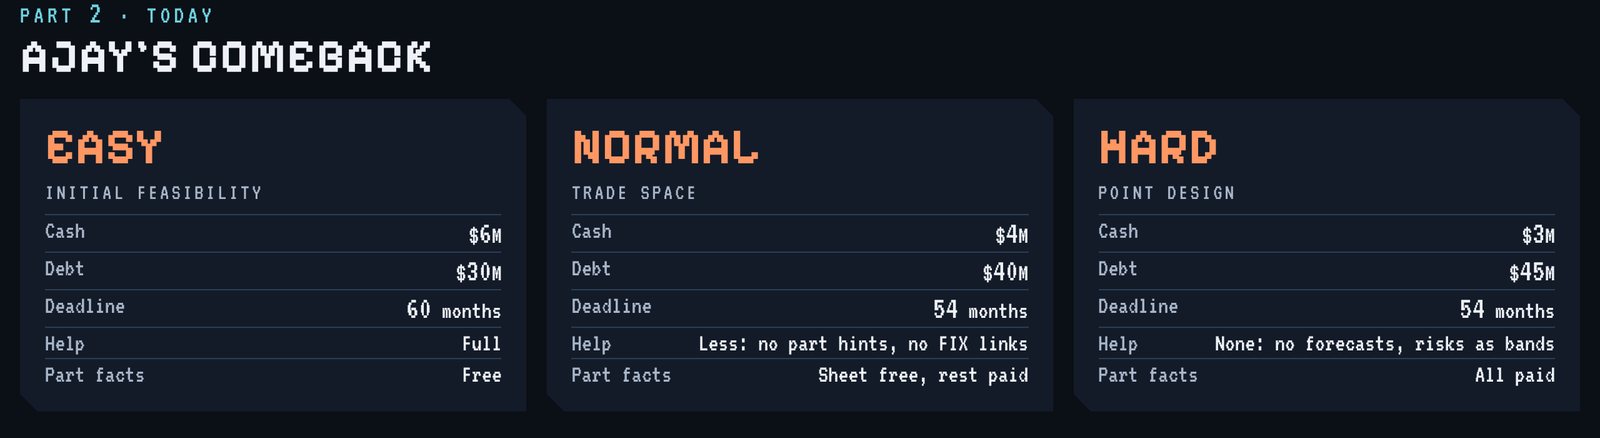 PART 2 · TODAY
AJAY'S COMEBACK
EASY
INITIAL FEASIBILITY
Cash $6M
Debt $30M
Deadline 60 months
Help Full
Part facts Free
NORMAL
TRADE SPACE
Cash $4M
Debt $40M
Deadline 54 months
Help Less: no part hints, no FIX links
Part facts Sheet free, rest paid
HARD
POINT DESIGN
Cash $3M
Debt $45M
Deadline 54 months
Help None: no forecasts, risks as bands
Part facts All paid